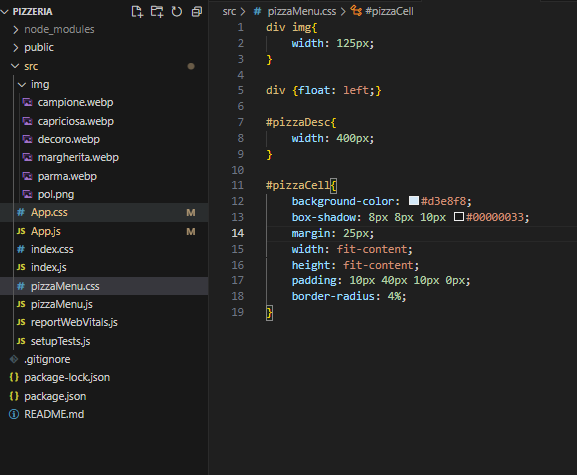 PIZZERIA
node_modules
public
src
img
campione.webp
capriciosa.webp
decoro.webp
margherita.webp
parma.webp
pol.png
# App.css M
JS App.js M
# index.css
JS index.js
# pizzaMenu.css
JS pizzaMenu.js
JS reportWebVitals.js
JS setupTests.js
.gitignore
{} package-lock.json
{} package.json
README.md
src > # pizzaMenu.css > #pizzaCell
1 div img{
2 width: 125px;
3 }
4
5 div {float: left;}
6
7 #pizzaDesc{
8 width: 400px;
9 }
10
11 #pizzaCell{
12 background-color: #d3e8f8;
13 box-shadow: 8px 8px 10px #00000033;
14 margin: 25px;
15 width: fit-content;
16 height: fit-content;
17 padding: 10px 40px 10px 0px;
18 border-radius: 4%;
19 }